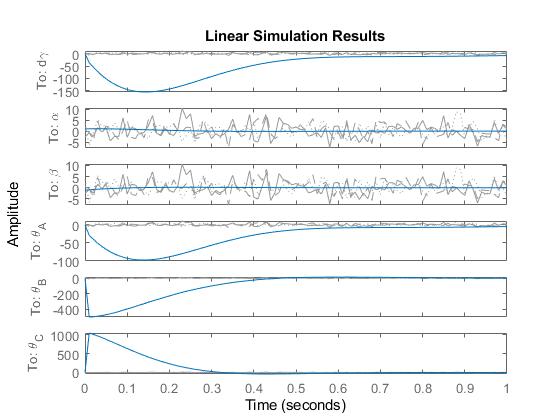 Linear Simulation Results
Amplitude
To: dγ
0
-50
-100
-150
To: α
10
5
0
-5
To: β
10
5
0
-5
To: θA
0
-50
-100
To: θB
0
-200
-400
To: θC
1000
500
0
0 0.1 0.2 0.3 0.4 0.5 0.6 0.7 0.8 0.9 1
Time (seconds)